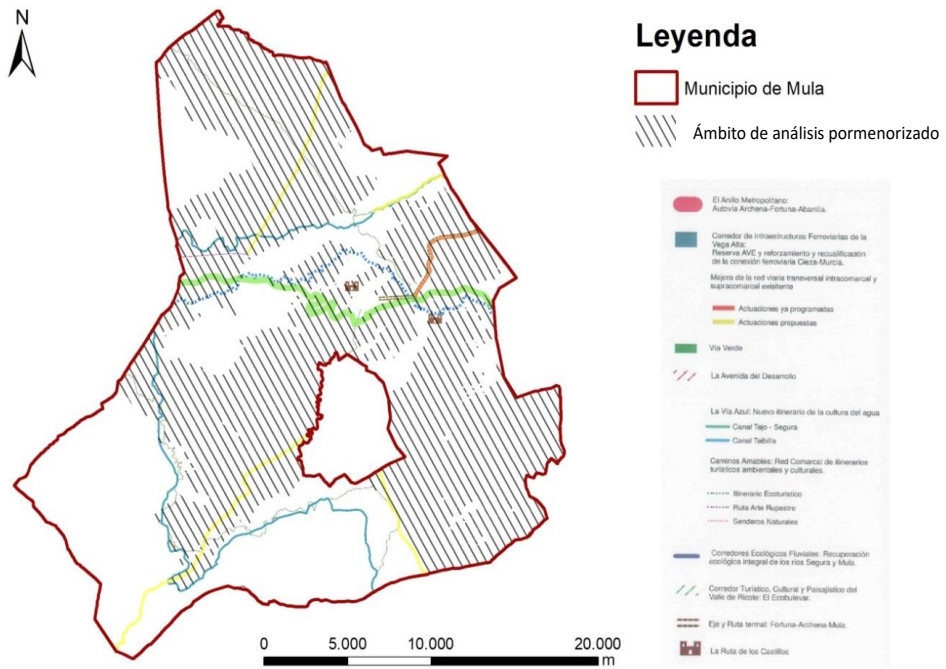 N
Leyenda
Municipio de Mula
Ámbito de análisis pormenorizado
El Anillo Metropolitano:
Autovía Archena-Fortuna-Abanilla.
Corredor de Infraestructuras Ferroviarias de la
Vega Alta:
Reserva AVE y reforzamiento y recualificación
de la conexión ferroviaria Cieza-Murcia.
Mejora de la red viaria transversal intracomarcal y
supracomarcal existente
Actuaciones ya programadas
Actuaciones propuestas
Vía Verde
La Avenida del Desarrollo
La Vía Azul: Nuevo itinerario de la cultura del agua
Canal Tajo - Segura
Canal Taibilla
Caminos Amables: Red Comarcal de itinerarios
turísticos ambientales y culturales.
Itinerario Ecoturístico
Ruta Arte Rupestre
Senderos Naturales
Corredores Ecológicos Fluviales: Recuperación
ecológica integral de los ríos Segura y Mula.
Corredor Turístico, Cultural y Paisajístico del
Valle de Ricote: El Ecobulevar.
Eje y Ruta termal: Fortuna-Archena-Mula.
La Ruta de los Castillos
0 5.000 10.000 20.000
m